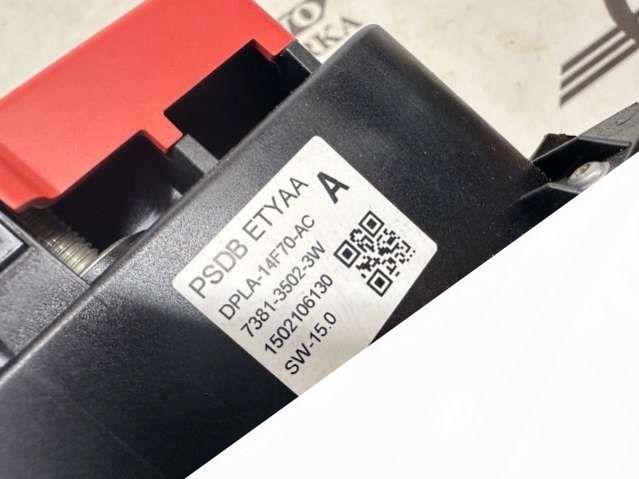 PSDB ETYAA
A
DPLA-14F70-AC
7381-3502-3W
1502106130
SW-15.0